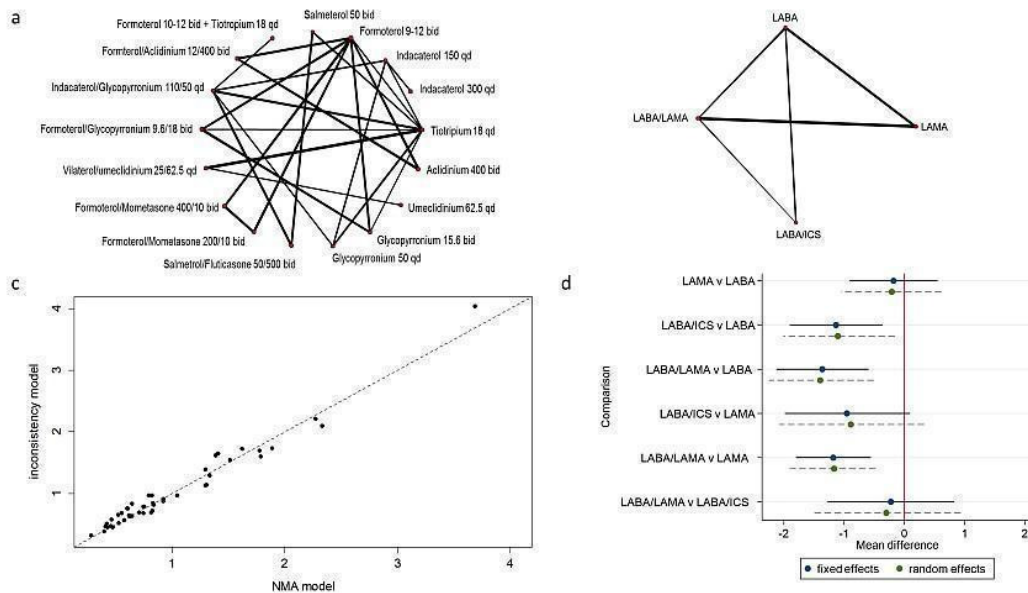 a
Salmeterol 50 bid
Formoterol 10-12 bid + Tiotropium 18 qd
Formoterol 9-12 bid
Formterol/Aclidinium 12/400 bid
Indacaterol 150 qd
Indacaterol/Glycopyrronium 110/50 qd
Indacaterol 300 qd
Formoterol/Glycopyrronium 9.6/18 bid
Tiotripium 18 qd
Vilaterol/umeclidinium 25/62.5 qd
Aclidinium 400 bid
Formoterol/Mometasone 400/10 bid
Umeclidinium 62.5 qd
Formoterol/Mometasone 200/10 bid
Glycopyrronium 15.6 bid
Salmetrol/Fluticasone 50/500 bid
Glycopyrronium 50 qd
LABA
LABA/LAMA
LAMA
LABA/ICS
c
inconsistency model
4
3
2
1
1
2
3
4
NMA model
d
Comparison
LAMA v LABA
LABA/ICS v LABA
LABA/LAMA v LABA
LABA/ICS v LAMA
LABA/LAMA v LAMA
LABA/LAMA v LABA/ICS
-2
-1
0
1
2
Mean difference
fixed effects
random effects